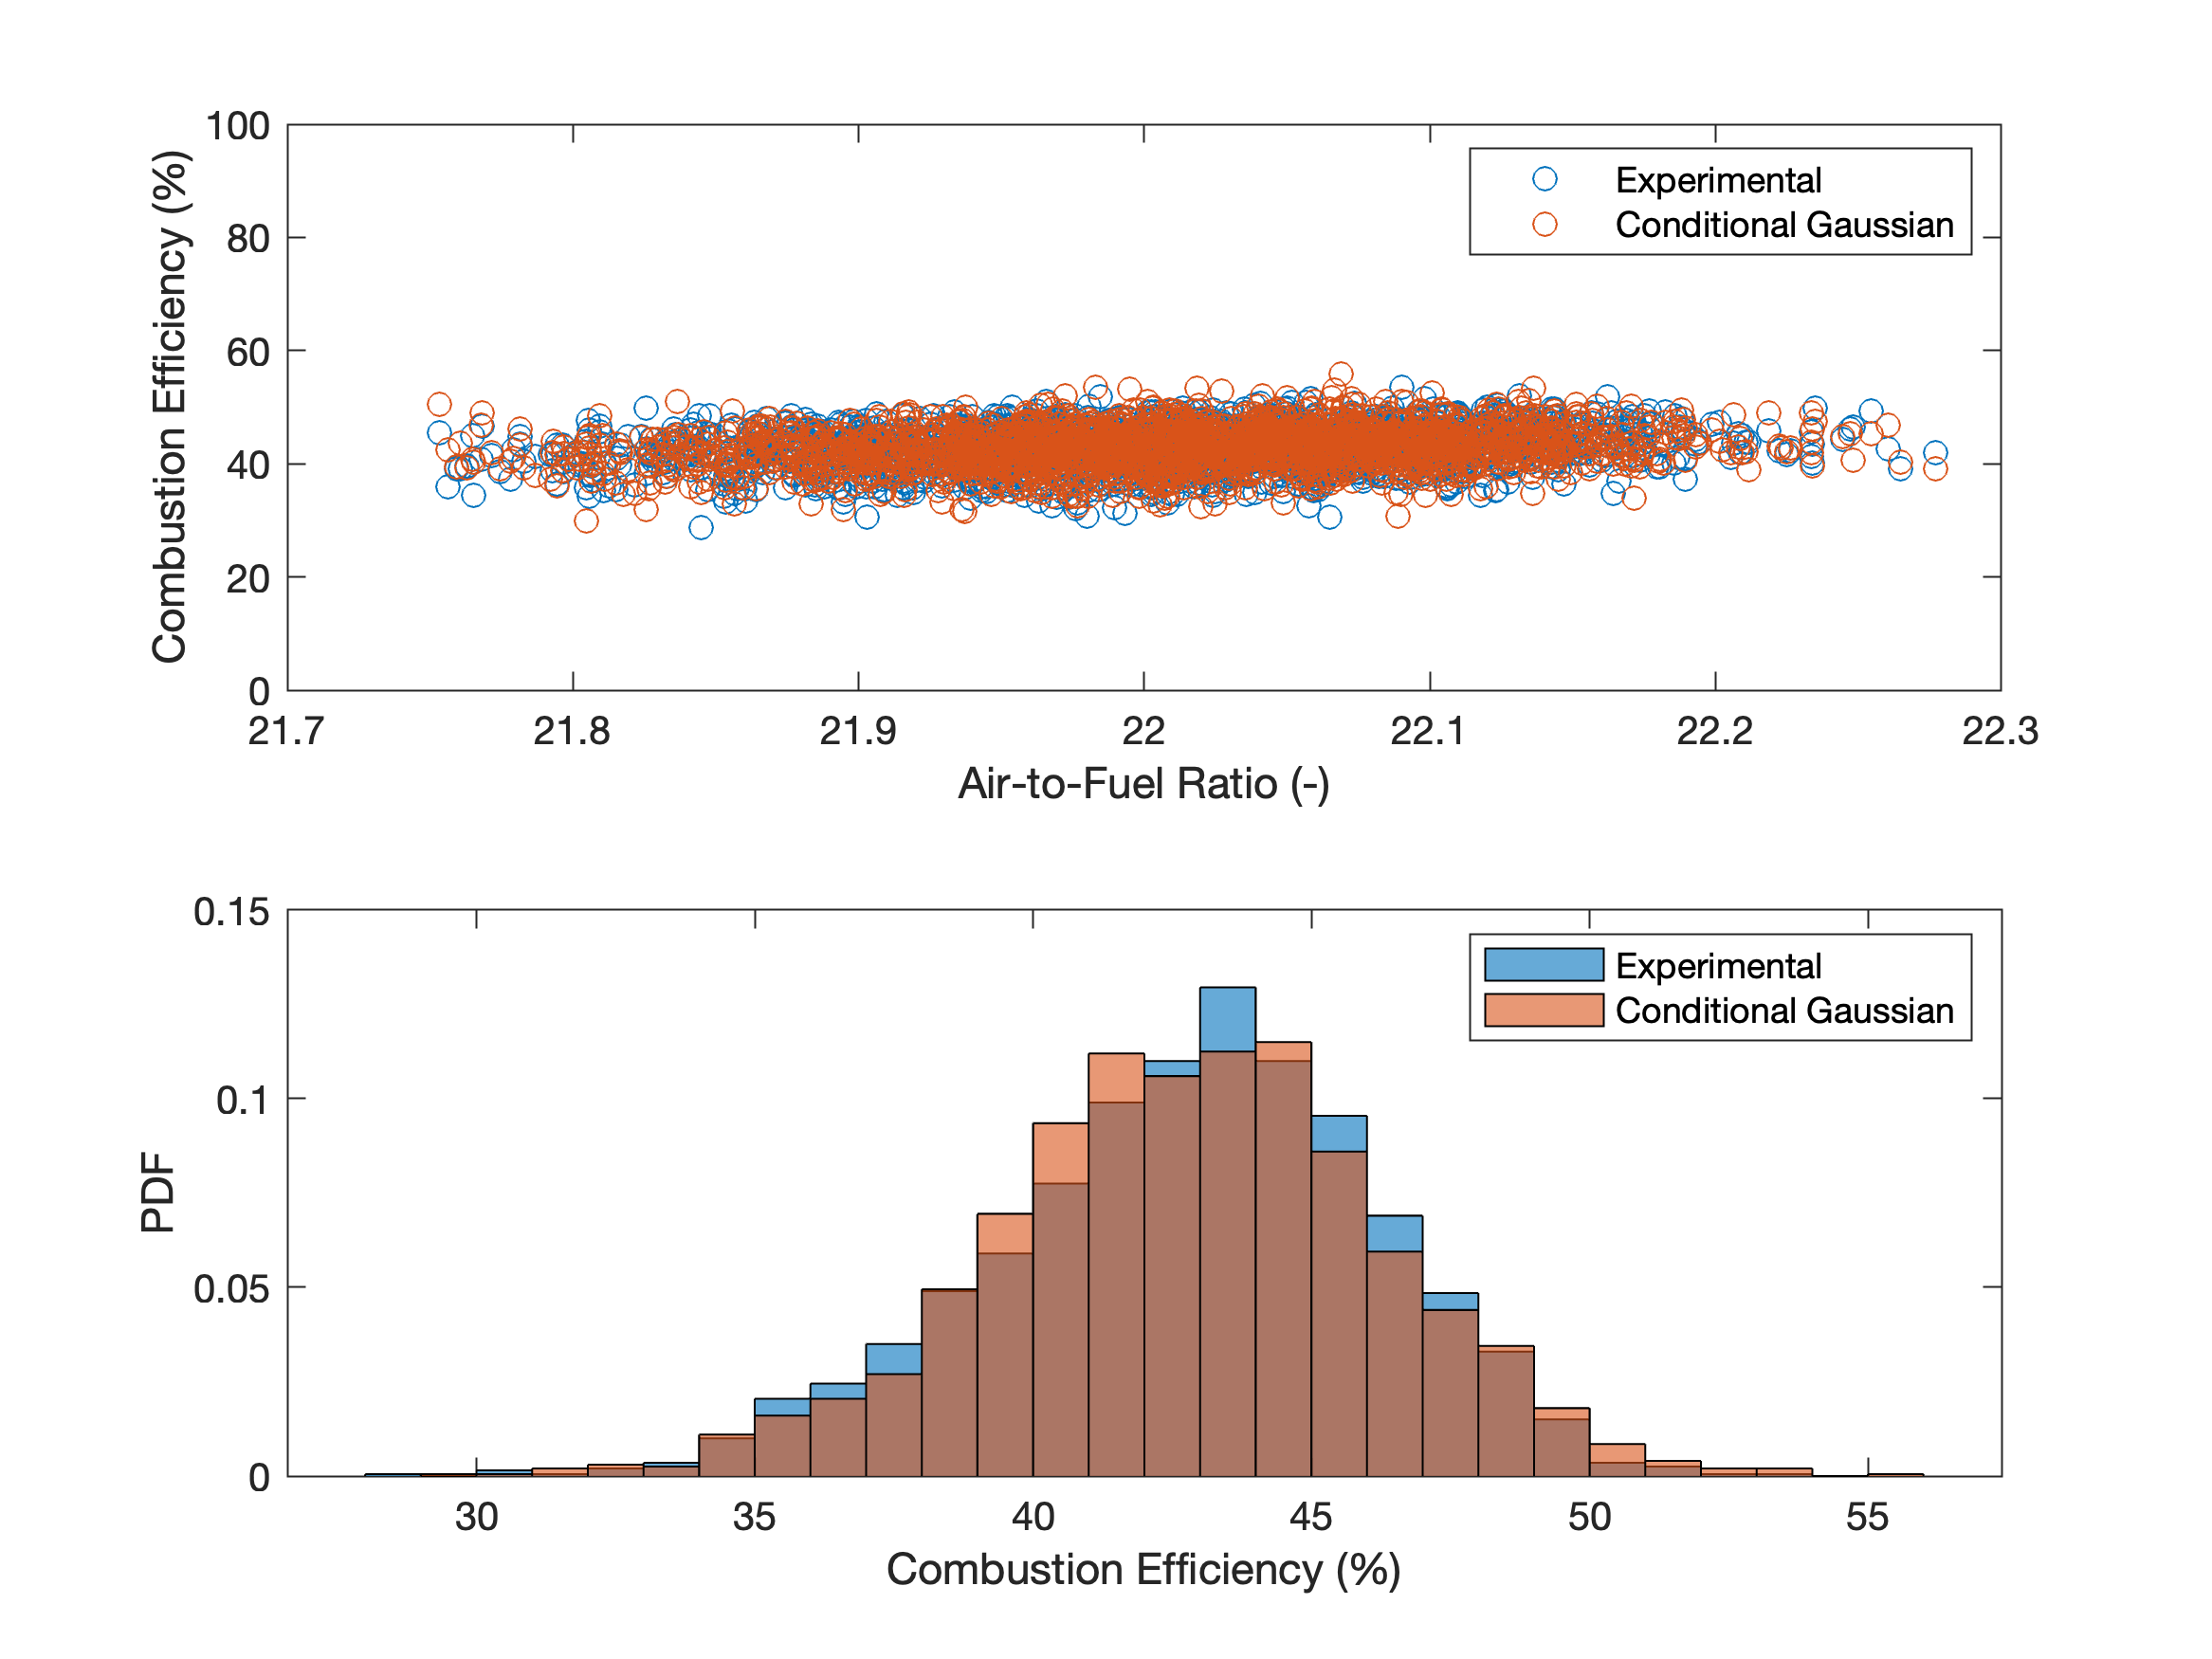 100
80
60
40
20
0
Combustion Efficiency (%)
Experimental
Conditional Gaussian
21.7 21.8 21.9 22 22.1 22.2 22.3
Air-to-Fuel Ratio (-)
0.15
0.1
0.05
0
PDF
Experimental
Conditional Gaussian
30 35 40 45 50 55
Combustion Efficiency (%)